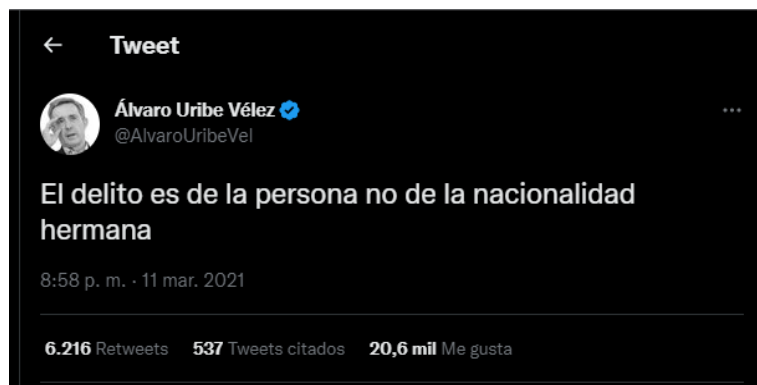 Tweet
Álvaro Uribe Vélez
@AlvaroUribeVel
El delito es de la persona no de la nacionalidad
hermana
8:58 p. m. · 11 mar. 2021
6.216 Retweets 537 Tweets citados 20,6 mil Me gusta